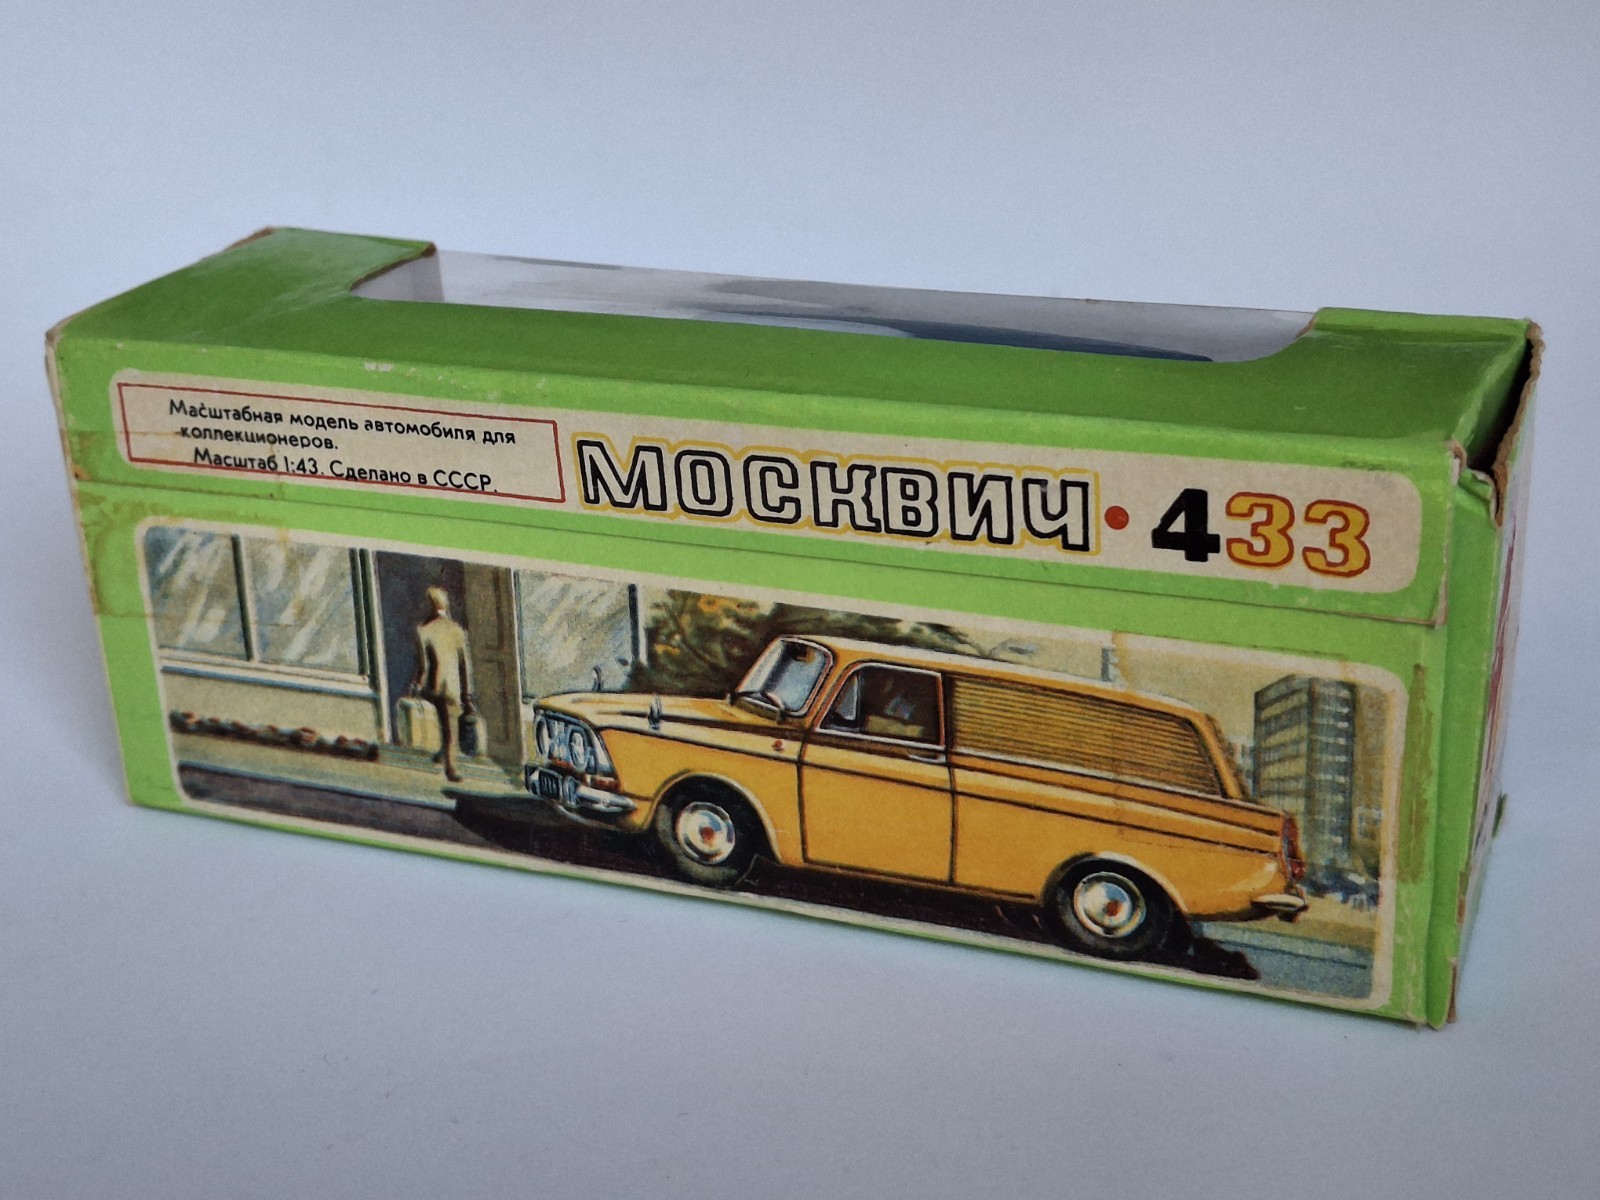 Масштабная модель автомобиля для
коллекционеров.
Масштаб 1:43. Сделано в СССР.
МОСКВИЧ • 433